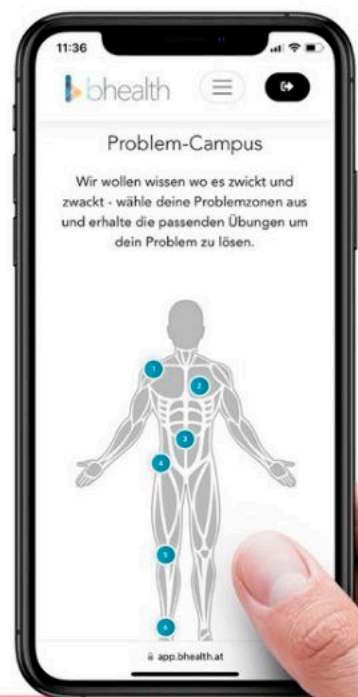 11:36
bhealth
Problem-Campus
Wir wollen wissen wo es zwickt und
zwackt - wähle deine Problemzonen aus
und erhalte die passenden Übungen um
dein Problem zu lösen.
1
2
3
4
5
6
app.bhealth.at